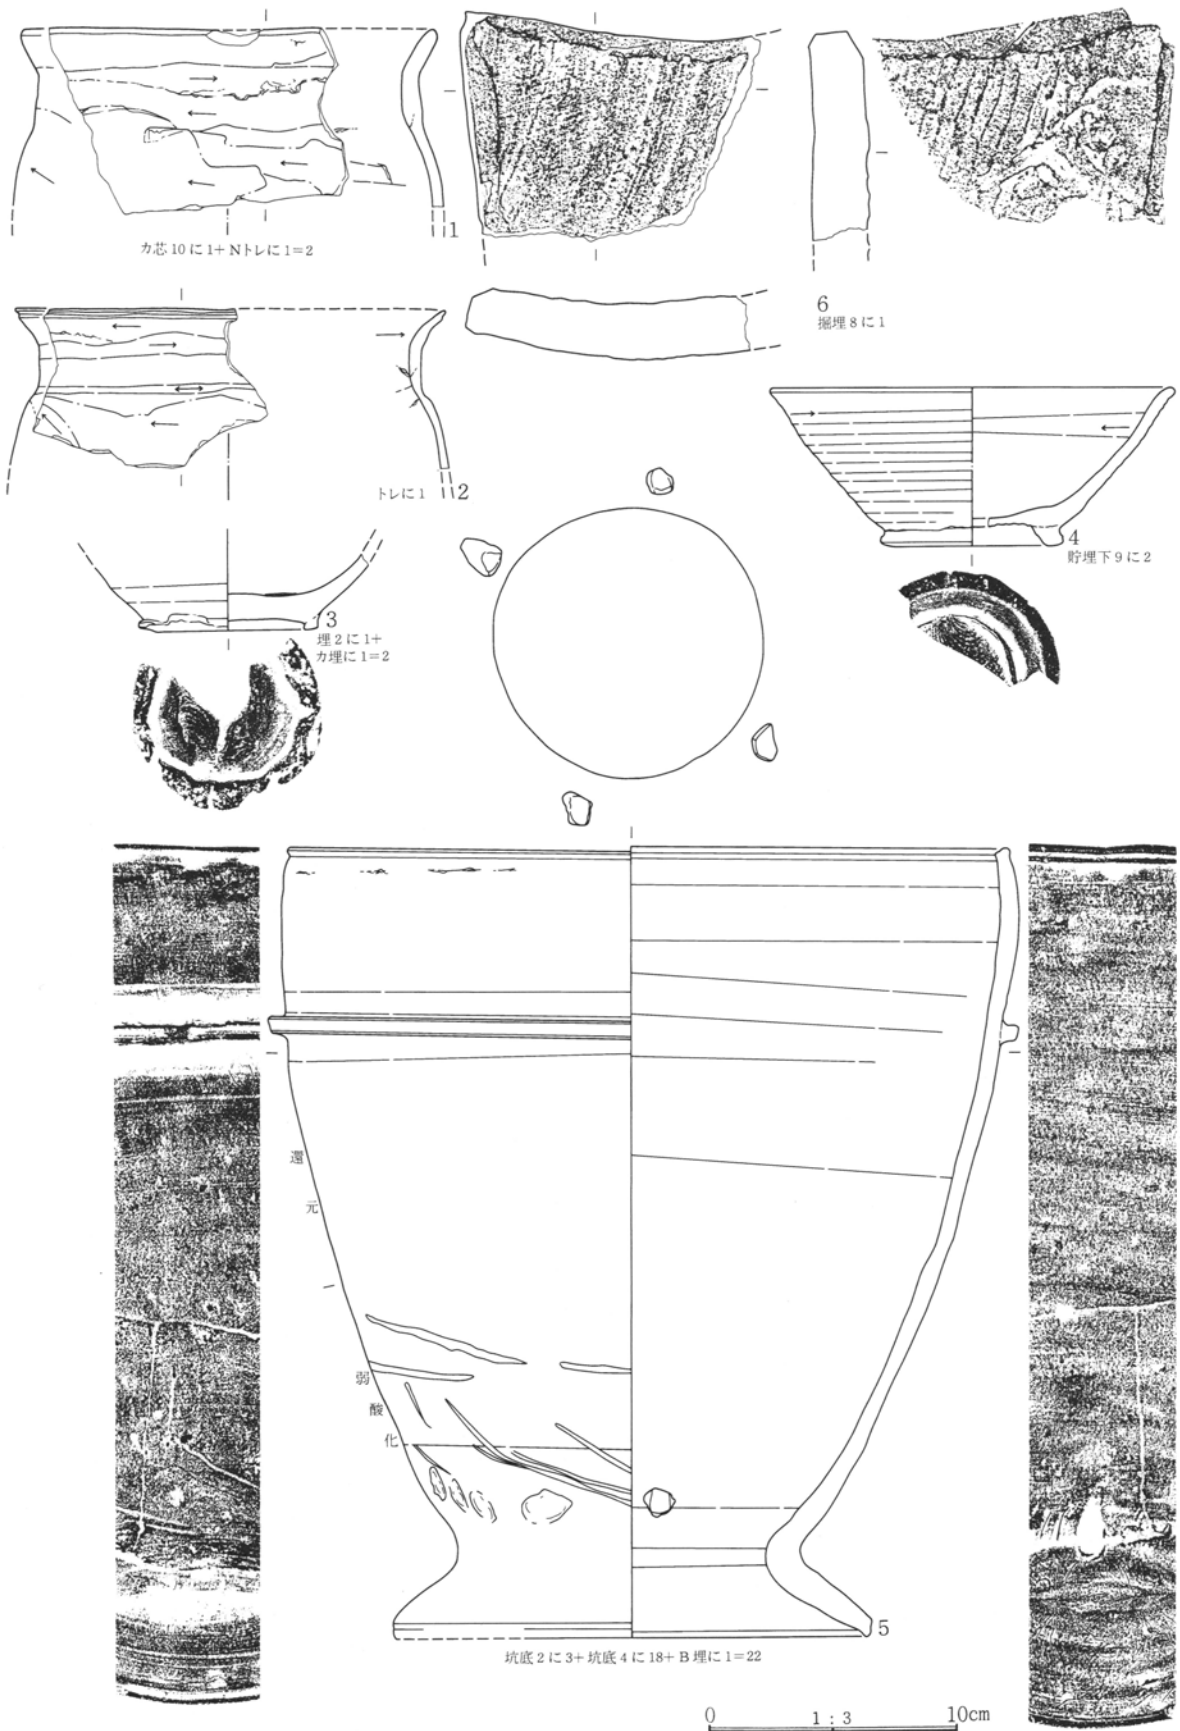 1
カ芯10に1+Nトレに1=2
6
掘埋8に1
トレに1
2
4
貯埋下9に2
3
埋2に1+
カ埋に1=2
還元
弱酸化
5
坑底2に3+坑底4に18+B埋に1=22
0 1:3 10cm